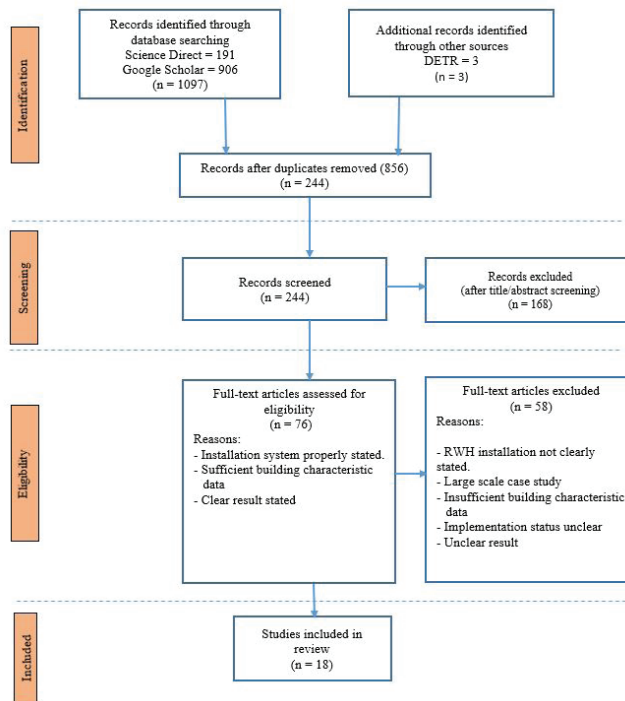 Identification
Records identified through
database searching
Science Direct = 191
Google Scholar = 906
(n = 1097)
Additional records identified
through other sources
DETR = 3
(n = 3)
Records after duplicates removed (856)
(n = 244)
Screening
Records screened
(n = 244)
Records excluded
(after title/abstract screening)
(n = 168)
Eligibility
Full-text articles assessed for
eligibility
(n = 76)
Reasons:
- Installation system properly stated.
- Sufficient building characteristic
data
- Clear result stated
Full-text articles excluded
(n = 58)
Reasons:
- RWH installation not clearly
stated.
- Large scale case study
- Insufficient building characteristic
data
- Implementation status unclear
- Unclear result
Included
Studies included in
review
(n = 18)